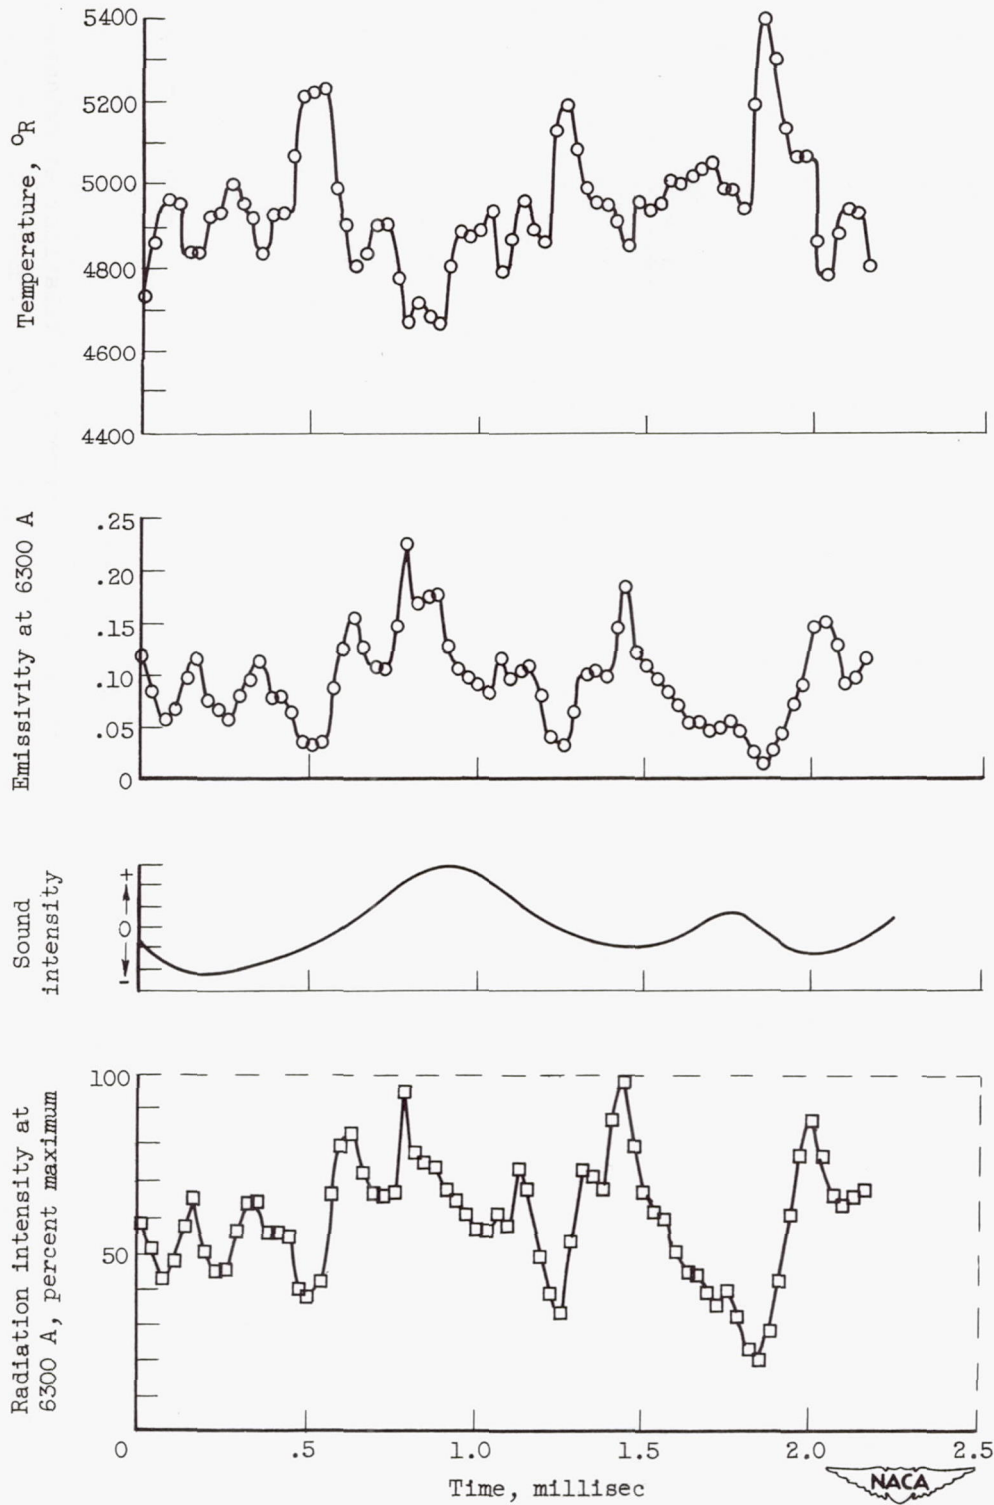 5400
5200
5000
4800
4600
4400
Temperature, °R
.25
.20
.15
.10
.05
0
Emissivity at 6300 A
+
0
-
Sound
intensity
100
50
Radiation intensity at
6300 A, percent maximum
0 .5 1.0 1.5 2.0 2.5
Time, millisec
NACA